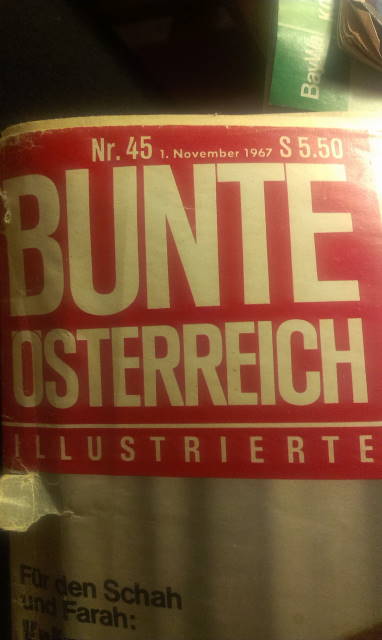 Nr. 45 1. November 1967 S 5.50
BUNTE
ÖSTERREICH
ILLUSTRIERTE
Für den Schah
und Farah: